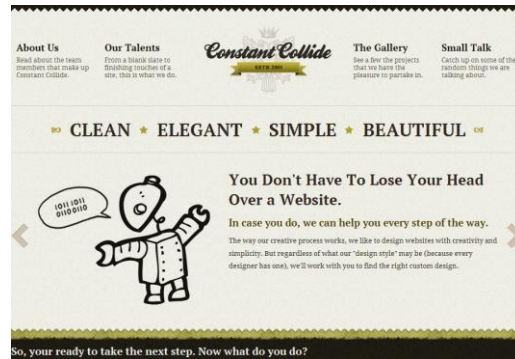 About Us
Read about the team
members that make up
Constant Collide.
Our Talents
From a blank slate to
finishing touches of a
site, this is what we do.
Constant Collide
ESTD 2005
The Gallery
See a few the projects
that we have the
pleasure to partake in.
Small Talk
Catch up on some of the
random things we are
talking about.
CLEAN ★ ELEGANT ★ SIMPLE ★ BEAUTIFUL
1011 1011
0110110
You Don't Have To Lose Your Head
Over a Website.
In case you do, we can help you every step of the way.
The way our creative process works, we like to design websites with creativity and
simplicity. But regardless of what our "design style" may be (because every
designer has one), we'll work with you to find the right custom design.
So, your ready to take the next step. Now what do you do?